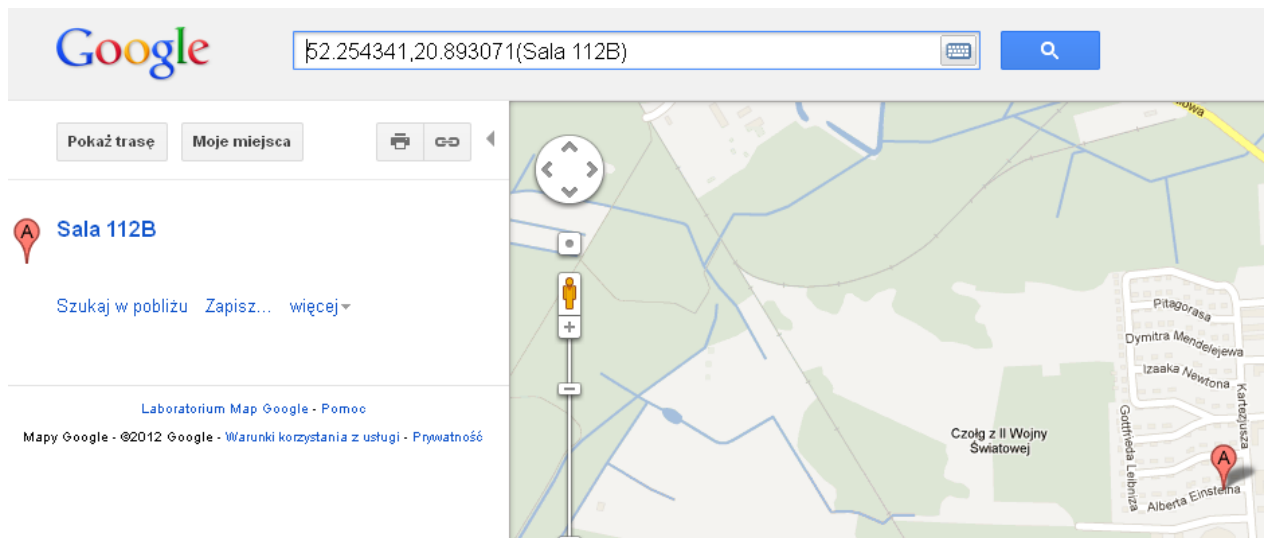 Google
52.254341,20.893071(Sala 112B)
Pokaż trasę
Moje miejsca
A
Sala 112B
Szukaj w pobliżu Zapisz... więcej
Laboratorium Map Google - Pomoc
Mapy Google - ©2012 Google - Warunki korzystania z usługi - Prywatność
owa
Pitagorasa
Dymitra Mendelejewa
Izaaka Newtona
Kartezjusza
Gottfrieda Leibniza
Czołg z II Wojny
Światowej
A
Alberta Einsteina